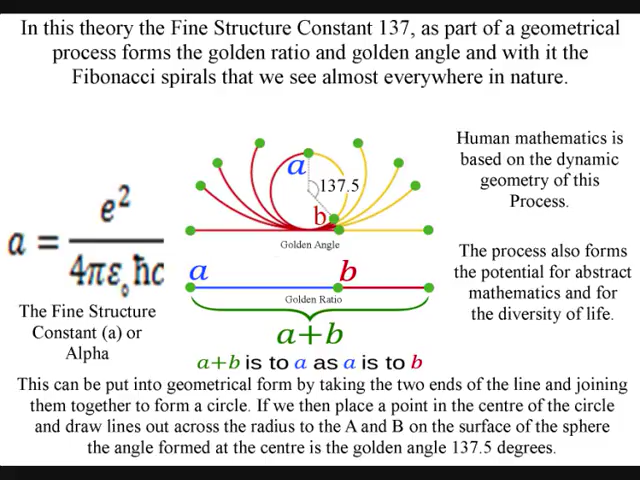 In this theory the Fine Structure Constant 137, as part of a geometrical
process forms the golden ratio and golden angle and with it the
Fibonacci spirals that we see almost everywhere in nature.
a
137.5
b
Golden Angle
Human mathematics is
based on the dynamic
geometry of this
Process.
a = e²
4πε₀ħc
a b
Golden Ratio
a+b
a+b is to a as a is to b
The process also forms
the potential for abstract
mathematics and for
the diversity of life.
The Fine Structure
Constant (a) or
Alpha
This can be put into geometrical form by taking the two ends of the line and joining
them together to form a circle. If we then place a point in the centre of the circle
and draw lines out across the radius to the A and B on the surface of the sphere
the angle formed at the centre is the golden angle 137.5 degrees.